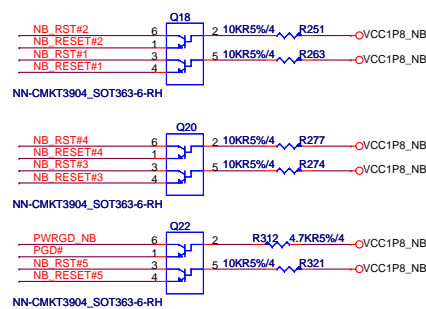 Q18
NB_RST#2 6 2 10KR5%/4 R251 VCC1P8_NB
NB_RESET#2 1
NB_RST#1 3 5 10KR5%/4 R263 VCC1P8_NB
NB_RESET#1 4
NN-CMKT3904_SOT363-6-RH
Q20
NB_RST#4 6 2 10KR5%/4 R277 VCC1P8_NB
NB_RESET#4 1
NB_RST#3 3 5 10KR5%/4 R274 VCC1P8_NB
NB_RESET#3 4
NN-CMKT3904_SOT363-6-RH
Q22
PWRGD_NB 6 2 R312 4.7KR5%/4 VCC1P8_NB
PGD# 1
NB_RST#5 3 5 10KR5%/4 R321 VCC1P8_NB
NB_RESET#5 4
NN-CMKT3904_SOT363-6-RH